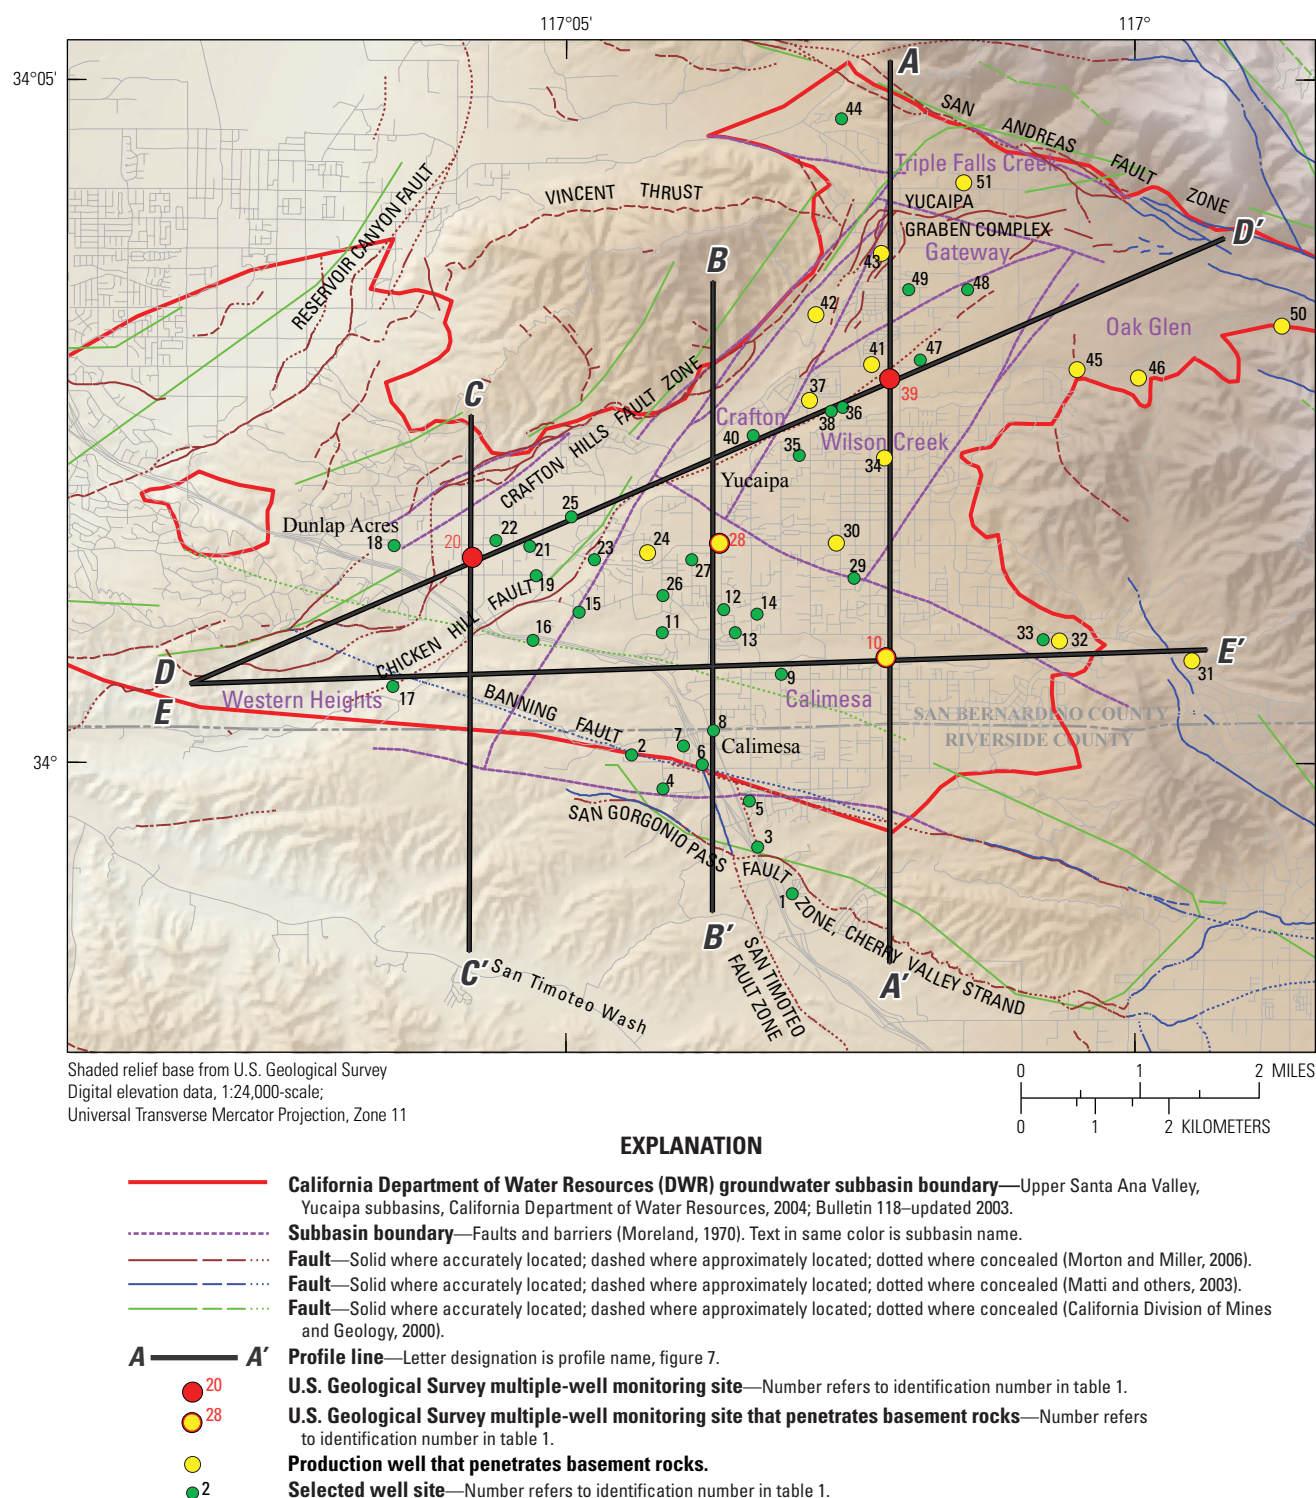 117°05'
117°
34°05'
A
44
SAN ANDREAS FAULT ZONE
Triple Falls Creek
51
RESERVOIR CANYON FAULT
VINCENT THRUST
YUCAIPA
GRABEN COMPLEX
D'
B
Gateway
43
49
48
42
50
Oak Glen
47
41
45
46
39
C
CRAFTON HILLS FAULT ZONE
37
36
38
Crafton
40
35
Wilson Creek
34
Yucaipa
Dunlap Acres
25
18
22
20
21
23
24
28
30
27
29
19
26
CHICKEN HILL FAULT
15
12
14
16
11
13
33
32
10
E'
31
D
E
Western Heights
17
9
Calimesa
BANNING FAULT
SAN BERNARDINO COUNTY
RIVERSIDE COUNTY
8
7
2
6
Calimesa
34°
4
5
SAN GORGONIO PASS FAULT ZONE, CHERRY VALLEY STRAND
3
1
B'
C'
A'
San Timoteo Wash
SAN TIMOTEO
FAULT ZONE
Shaded relief base from U.S. Geological Survey
Digital elevation data, 1:24,000-scale;
Universal Transverse Mercator Projection, Zone 11
0 1 2 MILES
0 1 2 KILOMETERS
EXPLANATION
California Department of Water Resources (DWR) groundwater subbasin boundary—Upper Santa Ana Valley,
Yucaipa subbasins, California Department of Water Resources, 2004; Bulletin 118–updated 2003.
Subbasin boundary—Faults and barriers (Moreland, 1970). Text in same color is subbasin name.
Fault—Solid where accurately located; dashed where approximately located; dotted where concealed (Morton and Miller, 2006).
Fault—Solid where accurately located; dashed where approximately located; dotted where concealed (Matti and others, 2003).
Fault—Solid where accurately located; dashed where approximately located; dotted where concealed (California Division of Mines
and Geology, 2000).
A A' Profile line—Letter designation is profile name, figure 7.
20 U.S. Geological Survey multiple-well monitoring site—Number refers to identification number in table 1.
28 U.S. Geological Survey multiple-well monitoring site that penetrates basement rocks—Number refers
to identification number in table 1.
Production well that penetrates basement rocks.
2 Selected well site—Number refers to identification number in table 1.